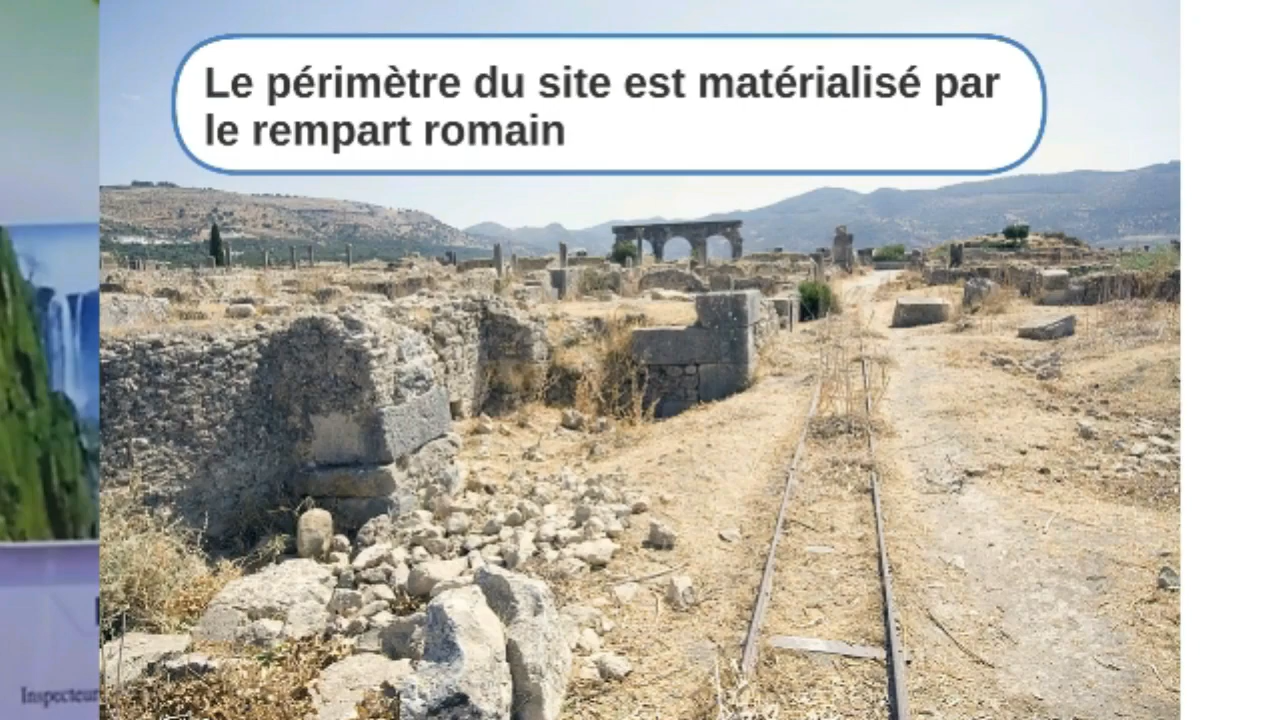 Le périmètre du site est matérialisé par
le rempart romain
Inspecteur